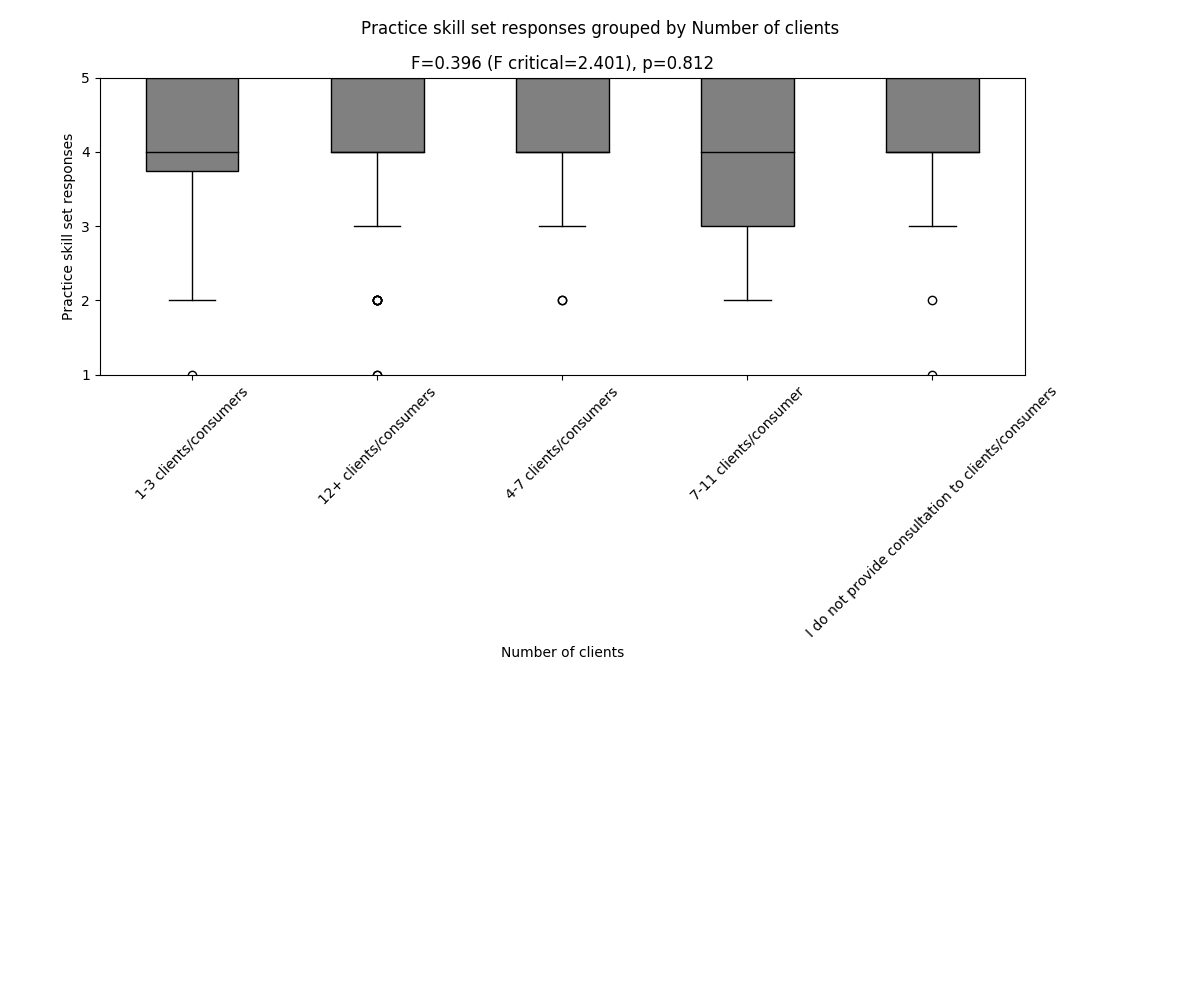 Practice skill set responses grouped by Number of clients
F=0.396 (F critical=2.401), p=0.812
Practice skill set responses
5
4
3
2
1
1-3 clients/consumers
12+ clients/consumers
4-7 clients/consumers
7-11 clients/consumer
I do not provide consultation to clients/consumers
Number of clients